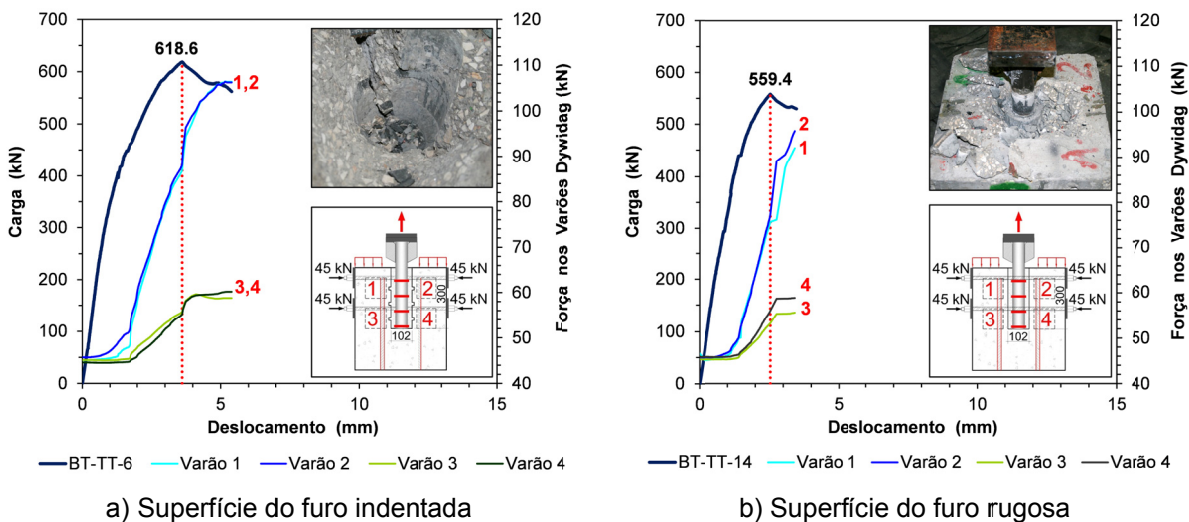 700
600
500
400
300
200
100
0
Carga (kN)
120
110
100
90
80
70
60
50
40
Força nos Varões Dywidag (kN)
618.6
1,2
3,4
45 kN
45 kN
45 kN
45 kN
1
2
3
4
300
102
0
5
10
15
Deslocamento (mm)
BT-TT-6
Varão 1
Varão 2
Varão 3
Varão 4
a) Superfície do furo indentada
700
600
500
400
300
200
100
0
Carga (kN)
120
110
100
90
80
70
60
50
40
Força nos Varões Dywidag (kN)
559.4
2
1
4
3
45 kN
45 kN
45 kN
45 kN
1
2
3
4
300
102
0
5
10
15
Deslocamento (mm)
BT-TT-14
Varão 1
Varão 2
Varão 3
Varão 4
b) Superfície do furo rugosa